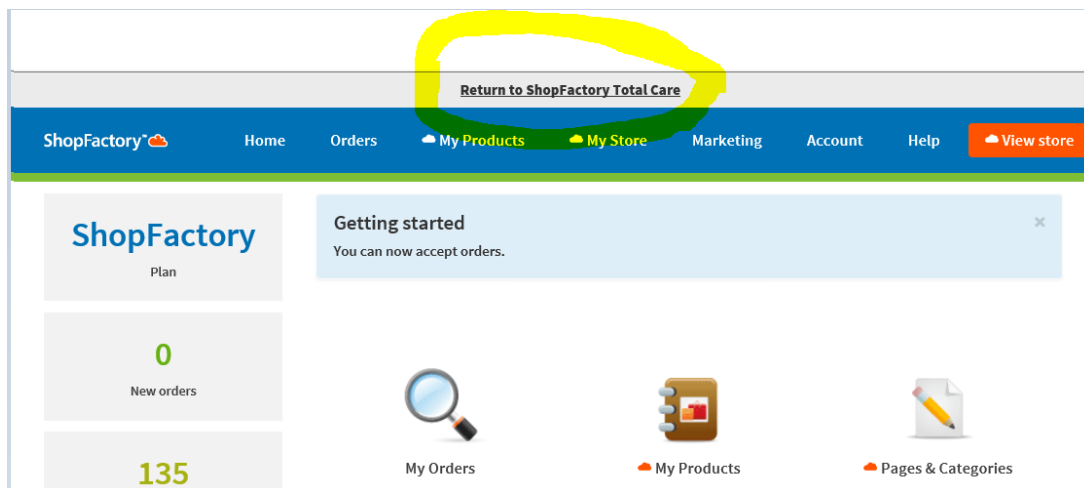 Return to ShopFactory Total Care
ShopFactory™ Home Orders My Products My Store Marketing Account Help View store
ShopFactory
Plan
Getting started
You can now accept orders.
×
0
New orders
135
My Orders My Products Pages & Categories